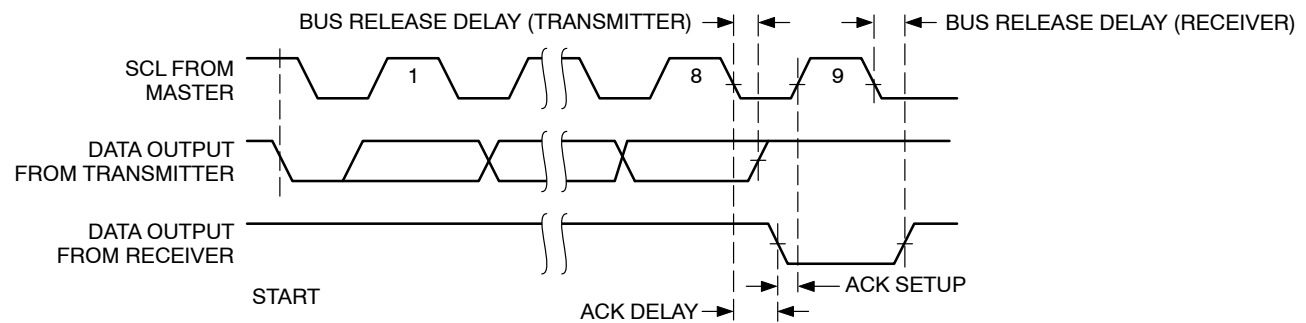 BUS RELEASE DELAY (TRANSMITTER)
BUS RELEASE DELAY (RECEIVER)
SCL FROM
MASTER
1
8
9
DATA OUTPUT
FROM TRANSMITTER
DATA OUTPUT
FROM RECEIVER
START
ACK SETUP
ACK DELAY